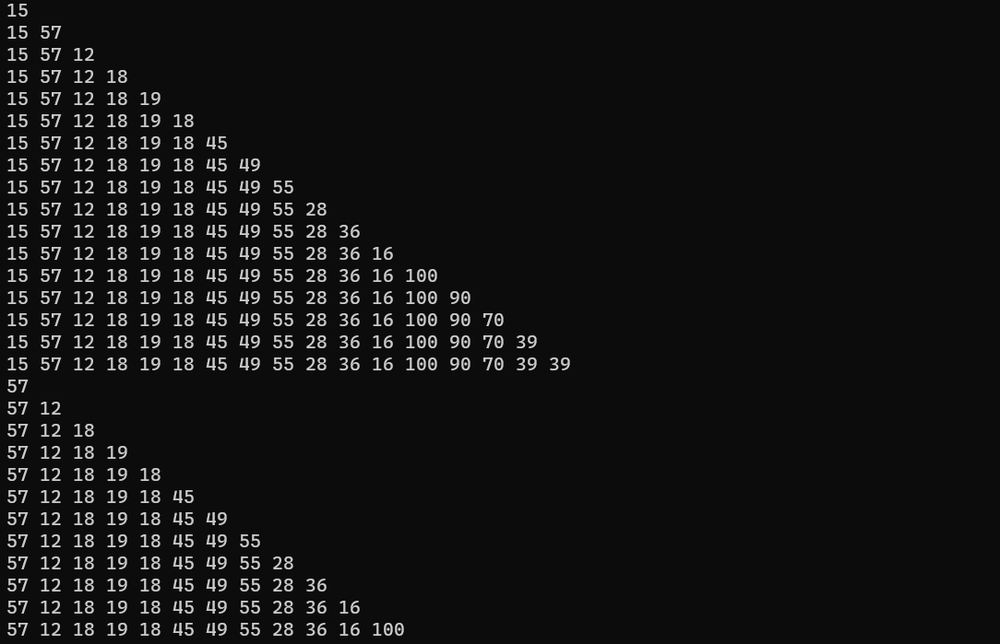 15
15 57
15 57 12
15 57 12 18
15 57 12 18 19
15 57 12 18 19 18
15 57 12 18 19 18 45
15 57 12 18 19 18 45 49
15 57 12 18 19 18 45 49 55
15 57 12 18 19 18 45 49 55 28
15 57 12 18 19 18 45 49 55 28 36
15 57 12 18 19 18 45 49 55 28 36 16
15 57 12 18 19 18 45 49 55 28 36 16 100
15 57 12 18 19 18 45 49 55 28 36 16 100 90
15 57 12 18 19 18 45 49 55 28 36 16 100 90 70
15 57 12 18 19 18 45 49 55 28 36 16 100 90 70 39
15 57 12 18 19 18 45 49 55 28 36 16 100 90 70 39 39
57
57 12
57 12 18
57 12 18 19
57 12 18 19 18
57 12 18 19 18 45
57 12 18 19 18 45 49
57 12 18 19 18 45 49 55
57 12 18 19 18 45 49 55 28
57 12 18 19 18 45 49 55 28 36
57 12 18 19 18 45 49 55 28 36 16
57 12 18 19 18 45 49 55 28 36 16 100